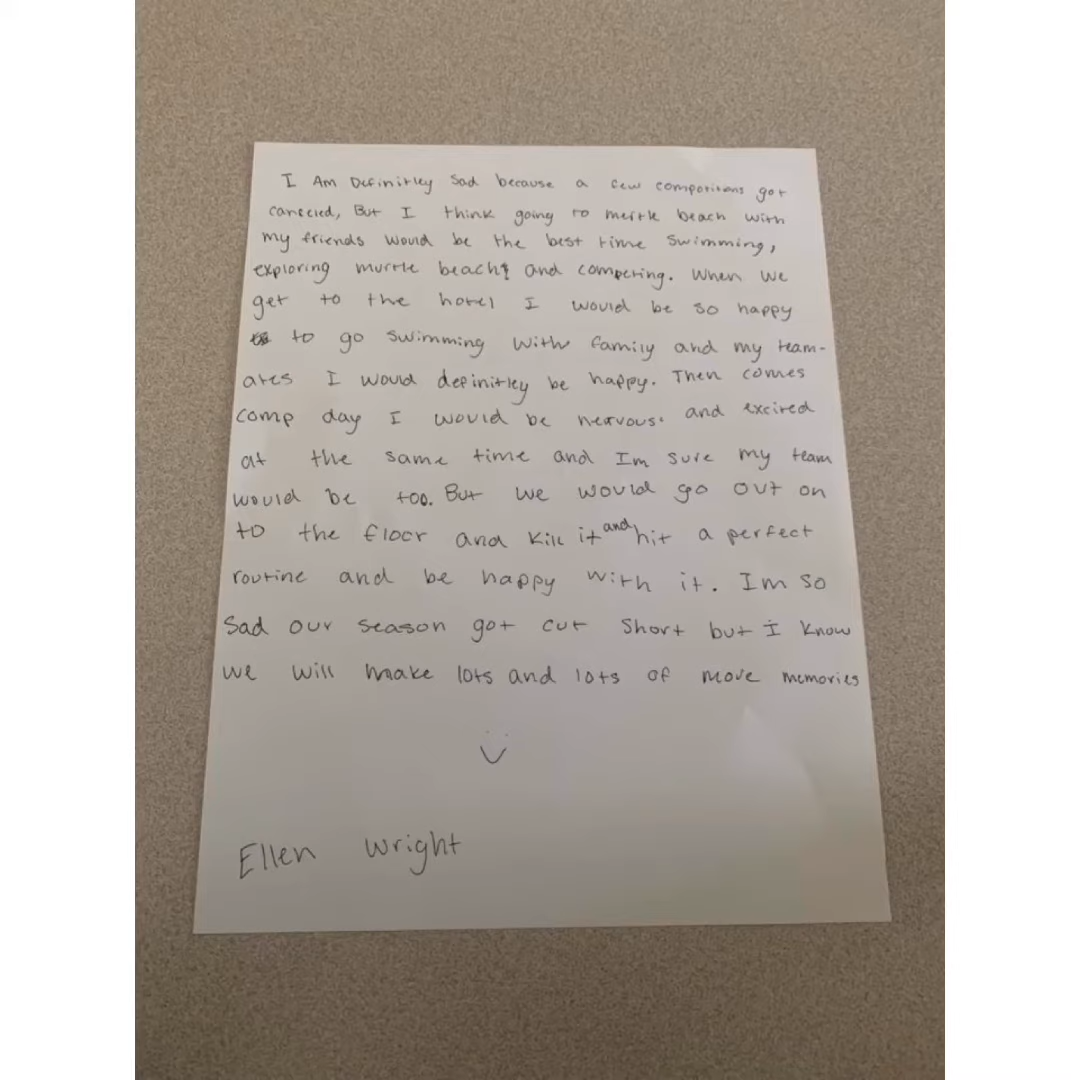 I Am Definitley Sad because a few compotitons got
canceled, But I think going to mertle beach with
my friends would be the best time swimming,
exploring murtle beach, and competing. When we
get to the hotel I would be so happy
to go swimming with family and my team-
ates I would definitley be happy. Then comes
comp day I would be nervous. and excited
at the same time and Im sure my team
would be too. But we would go out on
to the floor and kill it and hit a perfect
routine and be happy with it. Im so
Sad our season got cut short but i know
we will make lots and lots of more memories
Ellen Wright